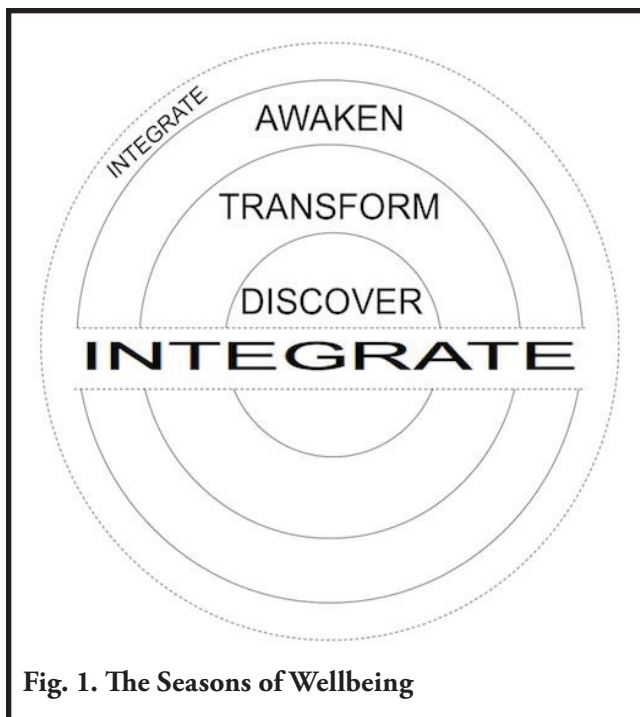 INTEGRATE
AWAKEN
TRANSFORM
DISCOVER
INTEGRATE
Fig. 1. The Seasons of Wellbeing